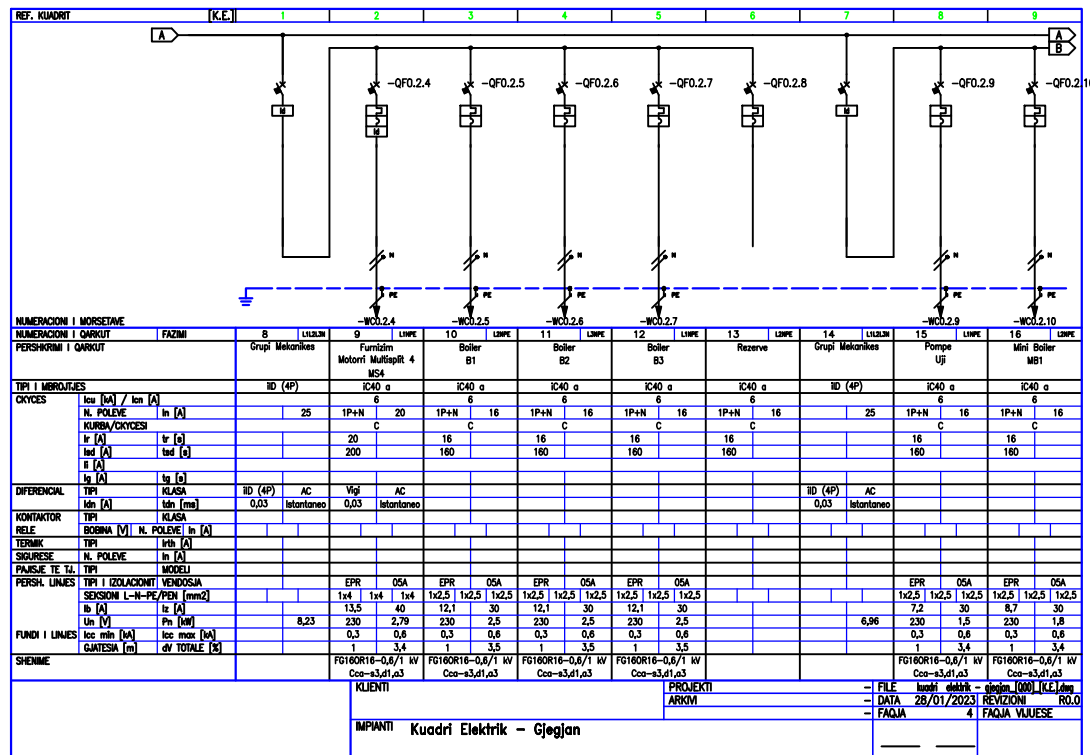 REF. KUADRIT [K.E.] 1 2 3 4 5 6 7 8 9
A A
B
-QF0.2.4 -QF0.2.5 -QF0.2.6 -QF0.2.7 -QF0.2.8 -QF0.2.9 -QF0.2.10
Id Id
Id
N N N N N N
PE PE PE PE PE PE
NUMERACIONI I MORSETAVE -WC0.2.4 -WC0.2.5 -WC0.2.6 -WC0.2.7 -WC0.2.9 -WC0.2.10
NUMERACIONI I QARKUT FAZIMI 8 L1L2L3N 9 L1NPE 10 L2NPE 11 L3NPE 12 L1NPE 13 L2NPE 14 L1L2L3N 15 L1NPE 16 L2NPE
PERSHKRIMI I QARKUT Grupi Mekanikes Furnizim Boiler Boiler Boiler Rezerve Grupi Mekanikes Pompe Mini Boiler
Motorri Multisplit 4 B1 B2 B3 Uji MB1
MS4
TIPI I MBROJTJES iID (4P) iC40 a iC40 a iC40 a iC40 a iC40 a iID (4P) iC40 a iC40 a
CKYCES Icu [kA] / Icn [A] 6 6 6 6 6 6 6
N. POLEVE In [A] 25 1P+N 20 1P+N 16 1P+N 16 1P+N 16 1P+N 16 25 1P+N 16 1P+N 16
KURBA/CKYCESI C C C C C C C
Ir [A] tr [s] 20 16 16 16 16 16 16
Isd [A] tsd [s] 200 160 160 160 160 160 160
Ii [A]
Ig [A] tg [s]
DIFERENCIAL TIPI KLASA iID (4P) AC Vigi AC iID (4P) AC
Idn [A] tdn [ms] 0,03 Istantaneo 0,03 Istantaneo 0,03 Istantaneo
KONTAKTOR TIPI KLASA
RELE BOBINA [V] N. POLEVE In [A]
TERMIK TIPI Irth [A]
SIGURESE N. POLEVE In [A]
PAJISJE TE TJ. TIPI MODELI
PERSH. LINJES TIPI I IZOLACIONIT VENDOSJA EPR 05A EPR 05A EPR 05A EPR 05A EPR 05A EPR 05A
SEKSIONI L-N-PE/PEN [mm2] 1x4 1x4 1x4 1x2,5 1x2,5 1x2,5 1x2,5 1x2,5 1x2,5 1x2,5 1x2,5 1x2,5 1x2,5 1x2,5 1x2,5 1x2,5 1x2,5 1x2,5
Ib [A] Iz [A] 13,5 40 12,1 30 12,1 30 12,1 30 7,2 30 8,7 30
Un [V] Pn [kW] 8,23 230 2,79 230 2,5 230 2,5 230 2,5 6,96 230 1,5 230 1,8
FUNDI I LINJES Icc min [kA] Icc max [kA] 0,3 0,6 0,3 0,6 0,3 0,6 0,3 0,6 0,3 0,6 0,3 0,6
GJATESIA [m] dV TOTALE [%] 1 3,4 1 3,5 1 3,5 1 3,5 1 3,4 1 3,4
SHENIME FG16OR16-0,6/1 kV FG16OR16-0,6/1 kV FG16OR16-0,6/1 kV FG16OR16-0,6/1 kV FG16OR16-0,6/1 kV FG16OR16-0,6/1 kV
Cca-s3,d1,a3 Cca-s3,d1,a3 Cca-s3,d1,a3 Cca-s3,d1,a3 Cca-s3,d1,a3 Cca-s3,d1,a3
KLIENTI PROJEKTI - FILE kuadri elektrik - gjegjan_[Q00]_[K.E].dwg
ARKIVI - DATA 28/01/2023 REVIZIONI R0.0
- FAQJA 4 FAQJA VIJUESE
IMPIANTI Kuadri Elektrik - Gjegjan